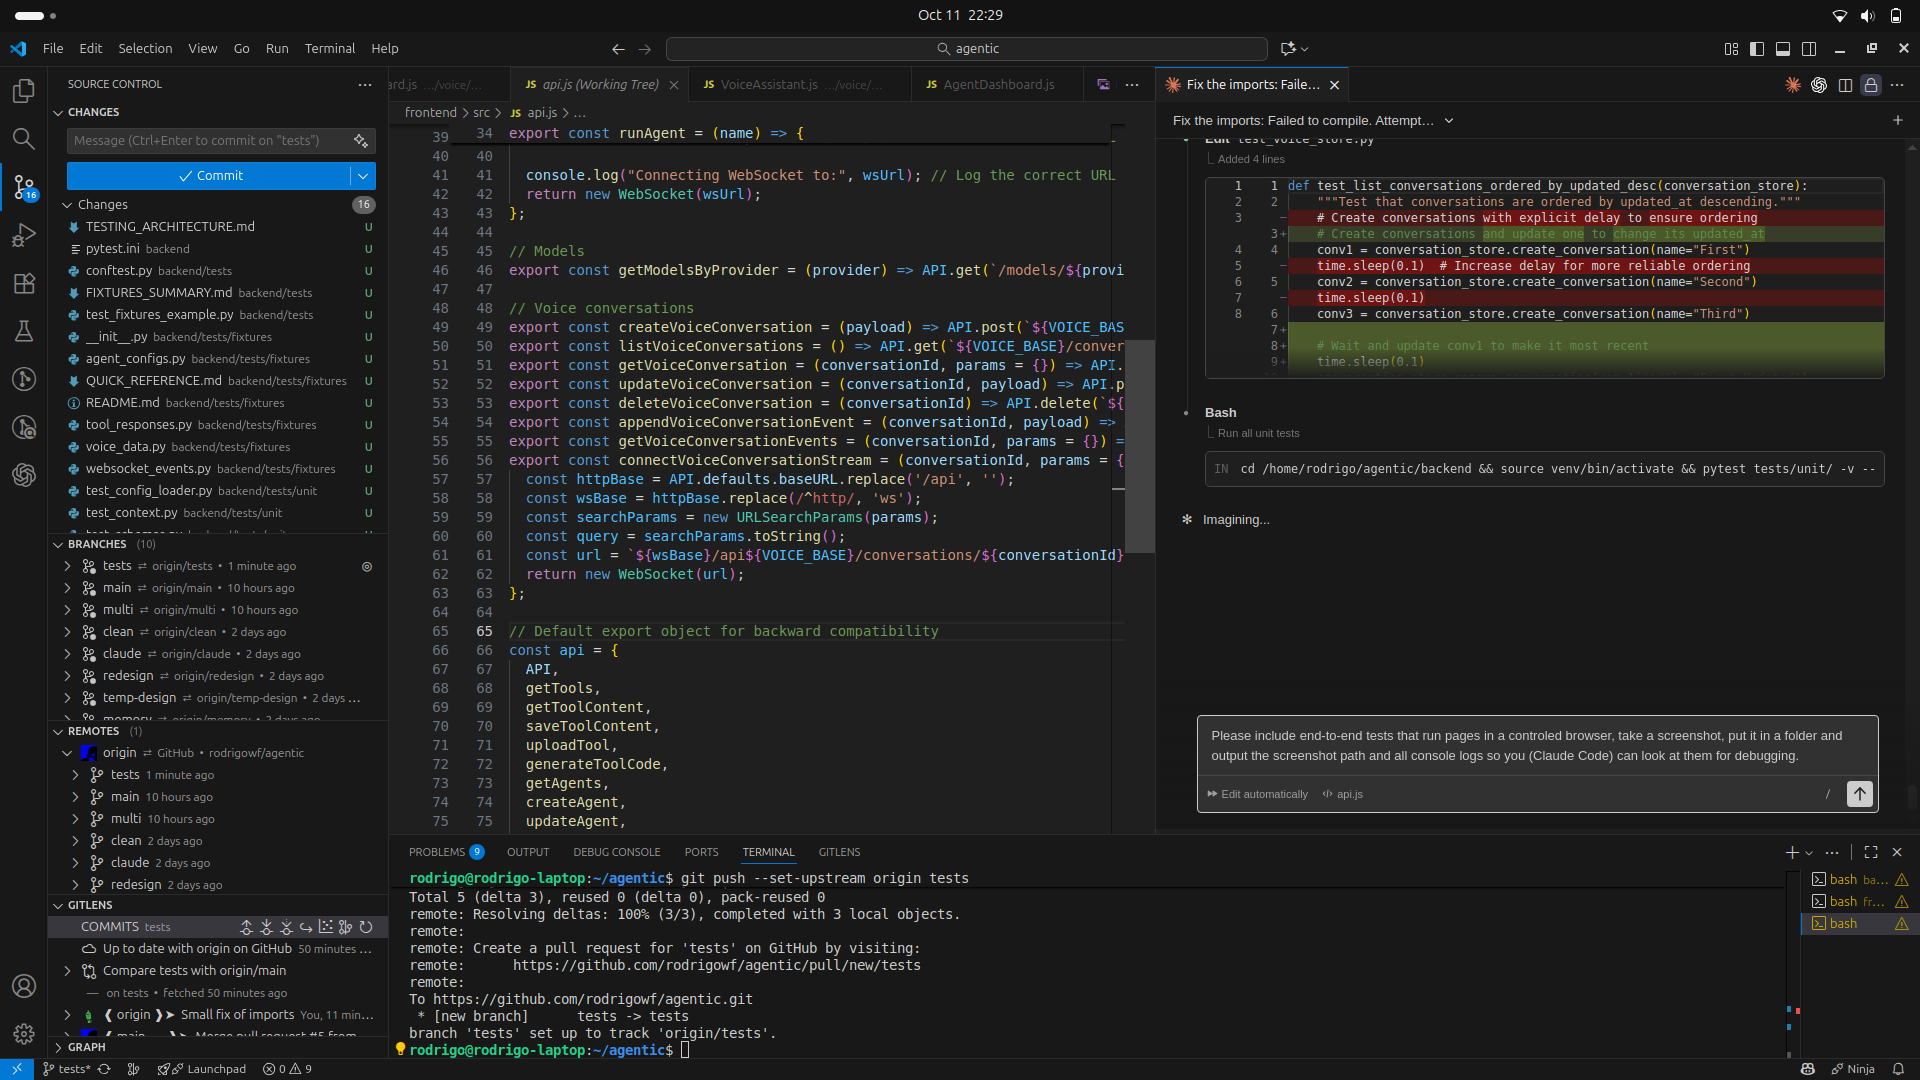 Oct 11 22:29
File Edit Selection View Go Run Terminal Help
agentic
SOURCE CONTROL
CHANGES
Message (Ctrl+Enter to commit on "tests")
Commit
Changes 16
TESTING_ARCHITECTURE.md U
pytest.ini backend U
conftest.py backend/tests U
FIXTURES_SUMMARY.md backend/tests U
test_fixtures_example.py backend/tests U
__init__.py backend/tests/fixtures U
agent_configs.py backend/tests/fixtures U
QUICK_REFERENCE.md backend/tests/fixtures U
README.md backend/tests/fixtures U
tool_responses.py backend/tests/fixtures U
voice_data.py backend/tests/fixtures U
websocket_events.py backend/tests/fixtures U
test_config_loader.py backend/tests/unit U
test_context.py backend/tests/unit U
BRANCHES (10)
tests ⇄ origin/tests • 1 minute ago
main ⇄ origin/main • 10 hours ago
multi ⇄ origin/multi • 10 hours ago
clean ⇄ origin/clean • 2 days ago
claude ⇄ origin/claude • 2 days ago
redesign ⇄ origin/redesign • 2 days ago
temp-design ⇄ origin/temp-design • 2 days ...
memory ⇄ origin/memory • 2 days ago
REMOTES (1)
origin ⇄ GitHub • rodrigowf/agentic
tests 1 minute ago
main 10 hours ago
multi 10 hours ago
clean 2 days ago
claude 2 days ago
redesign 2 days ago
GITLENS
COMMITS tests
Up to date with origin on GitHub 50 minutes ...
Compare tests with origin/main
— on tests • fetched 50 minutes ago
❰ origin ❱➤ Small fix of imports You, 11 min...
Merge pull request #5 from
GRAPH
16
ard.js .../voice/...
JS api.js (Working Tree)
JS VoiceAssistant.js .../voice/...
JS AgentDashboard.js
frontend > src > JS api.js > ...
39 34 export const runAgent = (name) => {
40 40
41 41 console.log("Connecting WebSocket to:", wsUrl); // Log the correct URL
42 42 return new WebSocket(wsUrl);
43 43 };
44 44
45 45 // Models
46 46 export const getModelsByProvider = (provider) => API.get(`/models/${provi
47 47
48 48 // Voice conversations
49 49 export const createVoiceConversation = (payload) => API.post(`${VOICE_BAS
50 50 export const listVoiceConversations = () => API.get(`${VOICE_BASE}/conver
51 51 export const getVoiceConversation = (conversationId, params = {}) => API.
52 52 export const updateVoiceConversation = (conversationId, payload) => API.p
53 53 export const deleteVoiceConversation = (conversationId) => API.delete(`${
54 54 export const appendVoiceConversationEvent = (conversationId, payload) =>
55 55 export const getVoiceConversationEvents = (conversationId, params = {}) =
56 56 export const connectVoiceConversationStream = (conversationId, params = {
57 57 const httpBase = API.defaults.baseURL.replace('/api', '');
58 58 const wsBase = httpBase.replace(/^http/, 'ws');
59 59 const searchParams = new URLSearchParams(params);
60 60 const query = searchParams.toString();
61 61 const url = `${wsBase}/api${VOICE_BASE}/conversations/${conversationId}
62 62 return new WebSocket(url);
63 63 };
64 64
65 65 // Default export object for backward compatibility
66 66 const api = {
67 67 API,
68 68 getTools,
69 69 getToolContent,
70 70 saveToolContent,
71 71 uploadTool,
72 72 generateToolCode,
73 73 getAgents,
74 74 createAgent,
75 75 updateAgent,
Fix the imports: Faile...
Fix the imports: Failed to compile. Attempt...
Edit test_voice_store.py
Added 4 lines
1 1 def test_list_conversations_ordered_by_updated_desc(conversation_store):
2 2 """Test that conversations are ordered by updated_at descending."""
3 − # Create conversations with explicit delay to ensure ordering
3+ # Create conversations and update one to change its updated_at
4 4 conv1 = conversation_store.create_conversation(name="First")
5 − time.sleep(0.1) # Increase delay for more reliable ordering
6 5 conv2 = conversation_store.create_conversation(name="Second")
7 − time.sleep(0.1)
8 6 conv3 = conversation_store.create_conversation(name="Third")
7+
8+ # Wait and update conv1 to make it most recent
9+ time.sleep(0.1)
Bash
Run all unit tests
IN cd /home/rodrigo/agentic/backend && source venv/bin/activate && pytest tests/unit/ -v --
Imagining...
Please include end-to-end tests that run pages in a controled browser, take a screenshot, put it in a folder and
output the screenshot path and all console logs so you (Claude Code) can look at them for debugging.
Edit automatically </> api.js /
PROBLEMS 9 OUTPUT DEBUG CONSOLE PORTS TERMINAL GITLENS
rodrigo@rodrigo-laptop:~/agentic$ git push --set-upstream origin tests
Total 5 (delta 3), reused 0 (delta 0), pack-reused 0
remote: Resolving deltas: 100% (3/3), completed with 3 local objects.
remote:
remote: Create a pull request for 'tests' on GitHub by visiting:
remote: https://github.com/rodrigowf/agentic/pull/new/tests
remote:
To https://github.com/rodrigowf/agentic.git
* [new branch] tests -> tests
branch 'tests' set up to track 'origin/tests'.
rodrigo@rodrigo-laptop:~/agentic$
bash ba...
bash fr...
bash
tests* Launchpad 0 9 Ninja